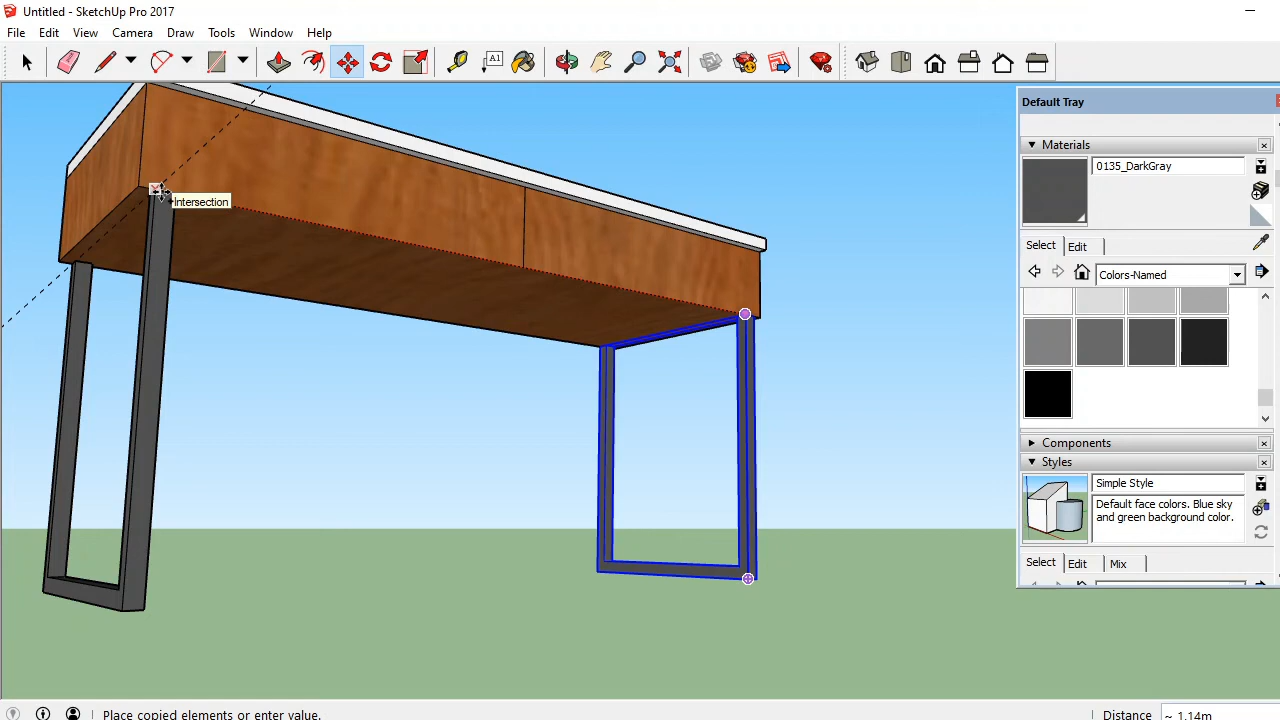 Untitled - SketchUp Pro 2017
File Edit View Camera Draw Tools Window Help
A1
Default Tray
Materials
0135_DarkGray
Select Edit
Colors-Named
Intersection
Components
Styles
Simple Style
Default face colors. Blue sky
and green background color.
Select Edit Mix
Place copied elements or enter value.
Distance ~ 1.14m